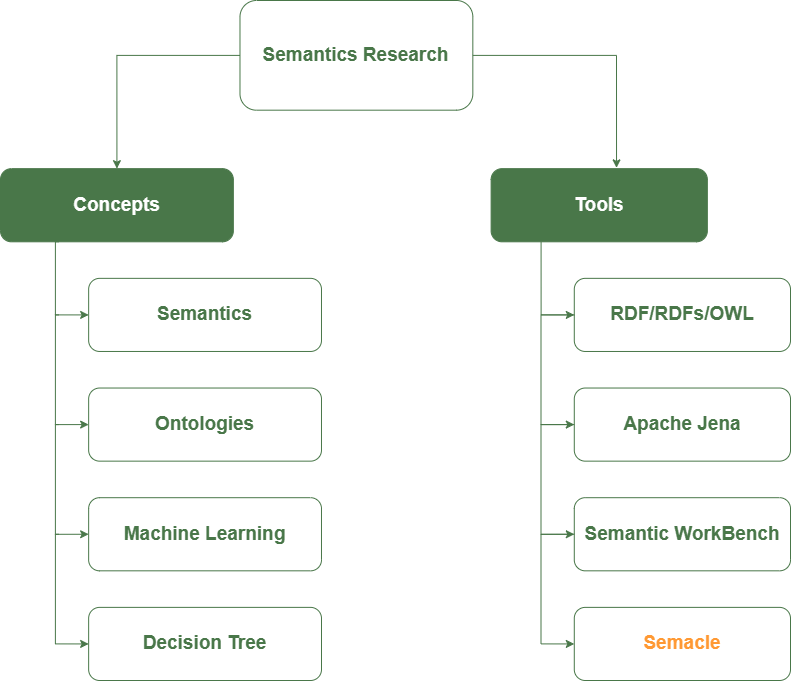 Semantics Research
Concepts
Tools
Semantics
RDF/RDFs/OWL
Ontologies
Apache Jena
Machine Learning
Semantic WorkBench
Decision Tree
Semacle